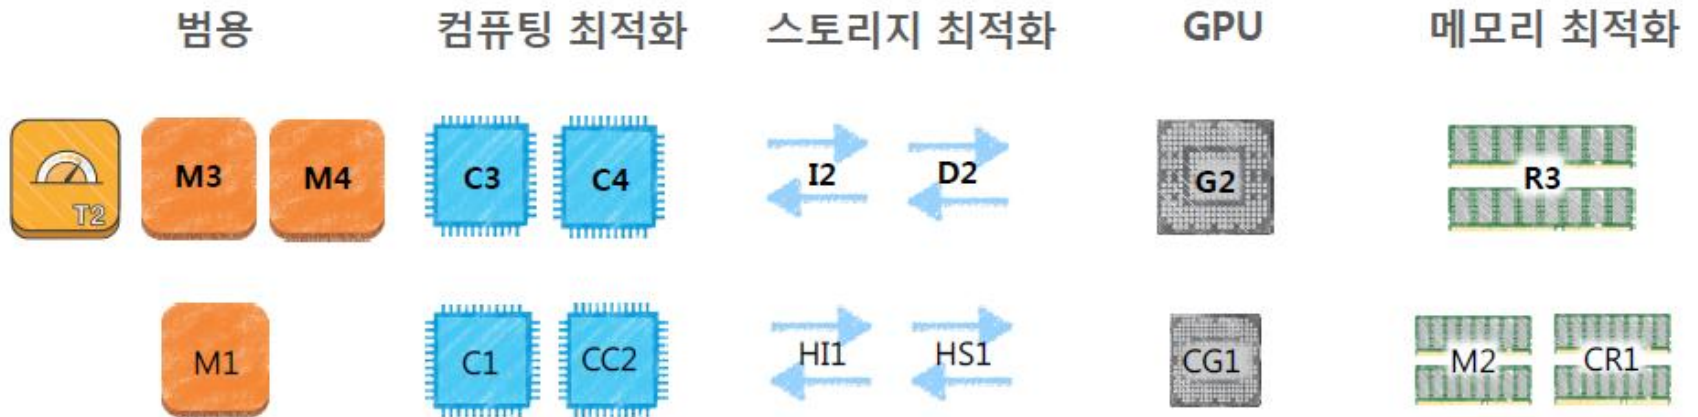 범용 컴퓨팅 최적화 스토리지 최적화 GPU 메모리 최적화
T2 M3 M4 C3 C4 I2 D2 G2 R3
M1 C1 CC2 HI1 HS1 CG1 M2 CR1